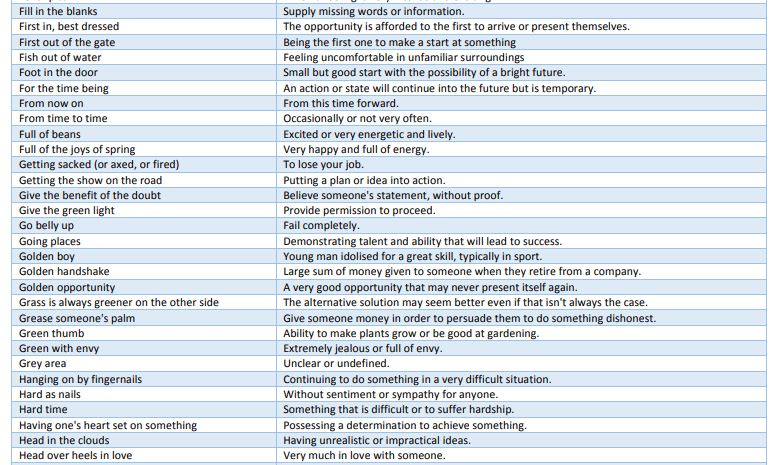 Fill in the blanks Supply missing words or information.
First in, best dressed The opportunity is afforded to the first to arrive or present themselves.
First out of the gate Being the first one to make a start at something
Fish out of water Feeling uncomfortable in unfamiliar surroundings
Foot in the door Small but good start with the possibility of a bright future.
For the time being An action or state will continue into the future but is temporary.
From now on From this time forward.
From time to time Occasionally or not very often.
Full of beans Excited or very energetic and lively.
Full of the joys of spring Very happy and full of energy.
Getting sacked (or axed, or fired) To lose your job.
Getting the show on the road Putting a plan or idea into action.
Give the benefit of the doubt Believe someone's statement, without proof.
Give the green light Provide permission to proceed.
Go belly up Fail completely.
Going places Demonstrating talent and ability that will lead to success.
Golden boy Young man idolised for a great skill, typically in sport.
Golden handshake Large sum of money given to someone when they retire from a company.
Golden opportunity A very good opportunity that may never present itself again.
Grass is always greener on the other side The alternative solution may seem better even if that isn't always the case.
Grease someone's palm Give someone money in order to persuade them to do something dishonest.
Green thumb Ability to make plants grow or be good at gardening.
Green with envy Extremely jealous or full of envy.
Grey area Unclear or undefined.
Hanging on by fingernails Continuing to do something in a very difficult situation.
Hard as nails Without sentiment or sympathy for anyone.
Hard time Something that is difficult or to suffer hardship.
Having one's heart set on something Possessing a determination to achieve something.
Head in the clouds Having unrealistic or impractical ideas.
Head over heels in love Very much in love with someone.